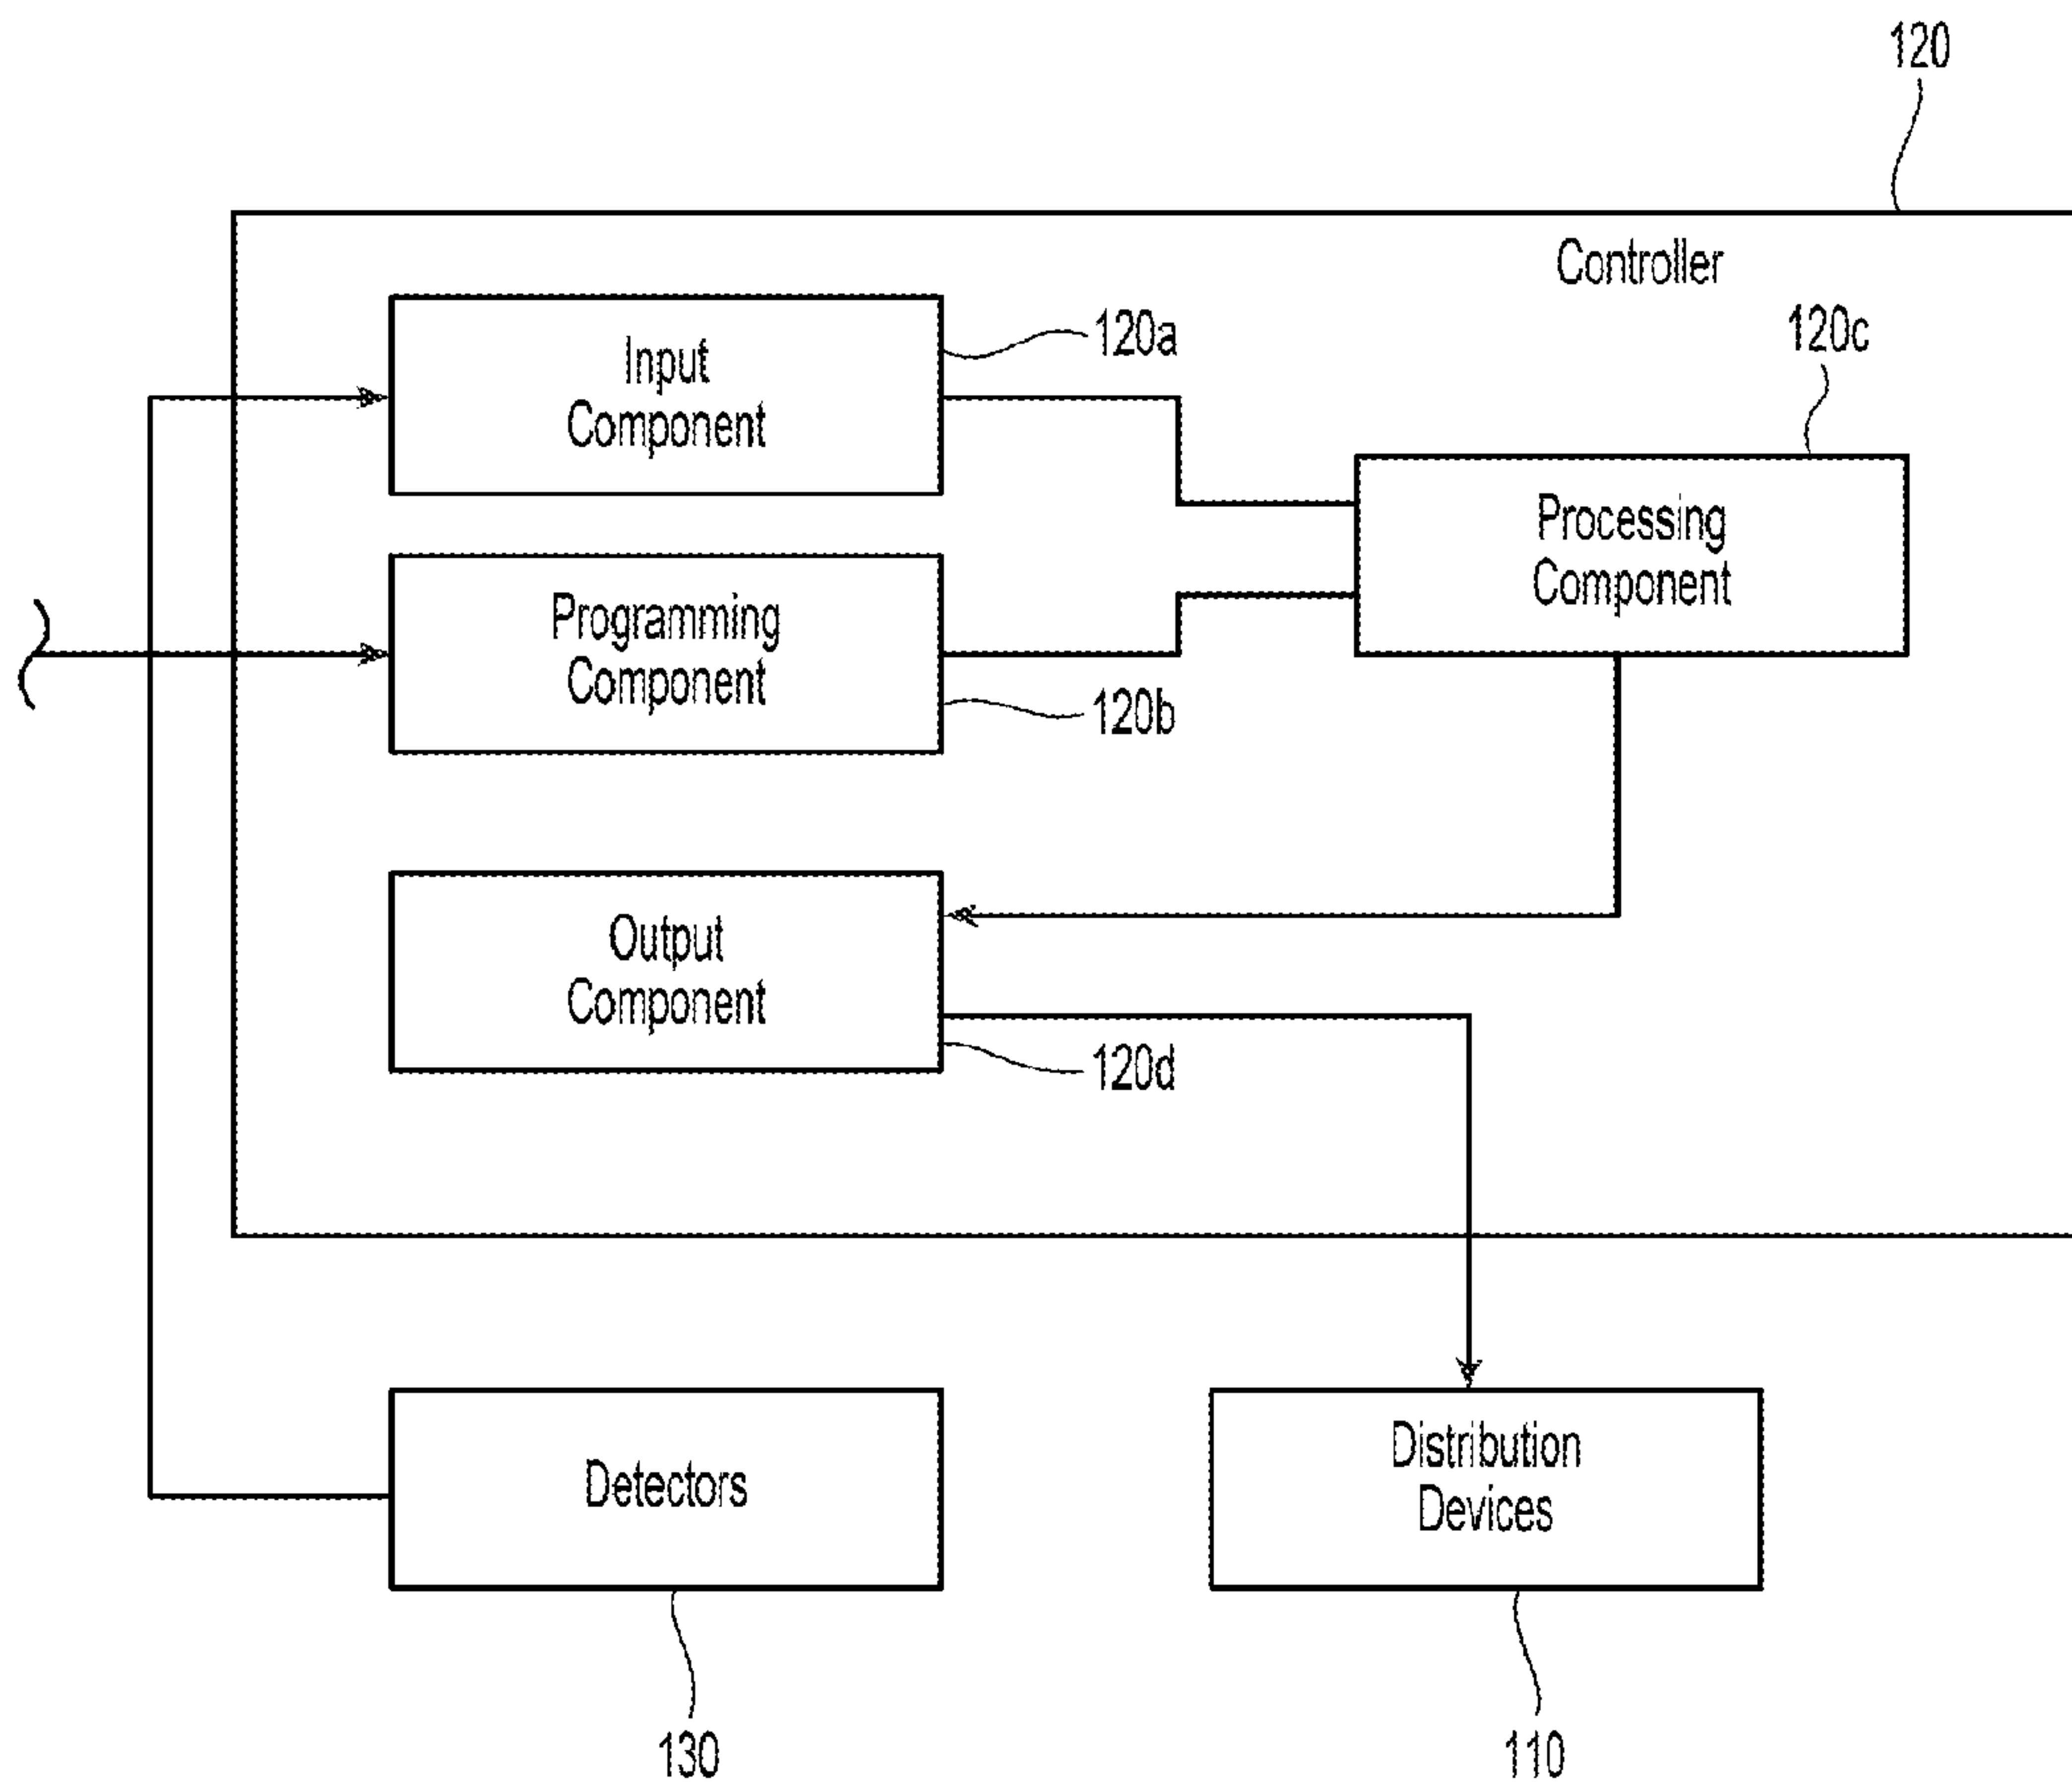 120
Controller
Input
Component
120a
120c
Processing
Component
Programming
Component
120b
Output
Component
120d
Detectors
Distribution
Devices
130
110